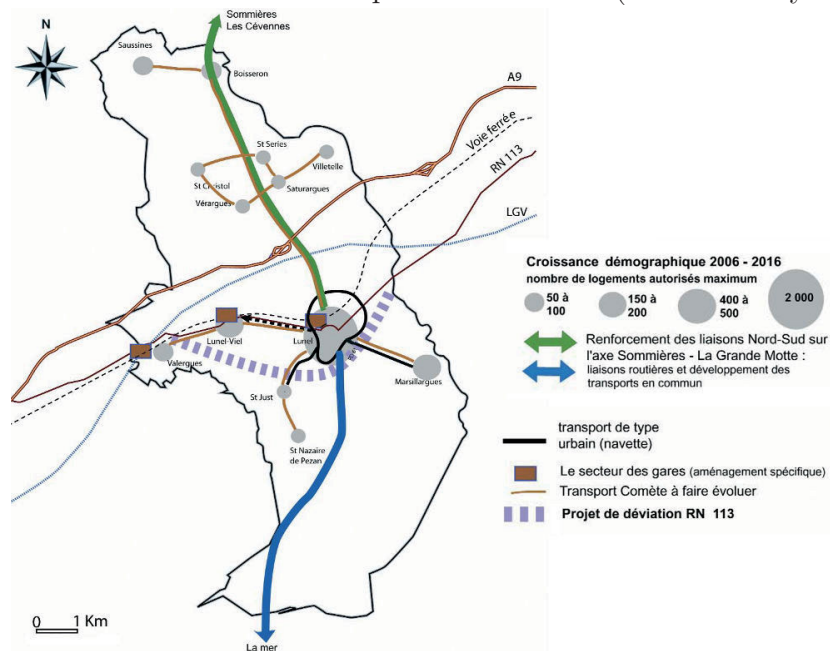 N
Sommières
Les Cévennes
Saussines
Boisseron
A9
Voie ferrée
RN 113
St Series
Villetelle
St Christol
Saturargues
Vérargues
LGV
Lunel-Viel
Lunel
Valergues
Marsillargues
St Just
St Nazaire
de Pezan
0 1 Km
La mer
Croissance démographique 2006 - 2016
nombre de logements autorisés maximum
50 à
100
150 à
200
400 à
500
2 000
Renforcement des liaisons Nord-Sud sur
l'axe Sommières - La Grande Motte :
liaisons routières et développement des
transports en commun
transport de type
urbain (navette)
Le secteur des gares (aménagement spécifique)
Transport Comète à faire évoluer
Projet de déviation RN 113